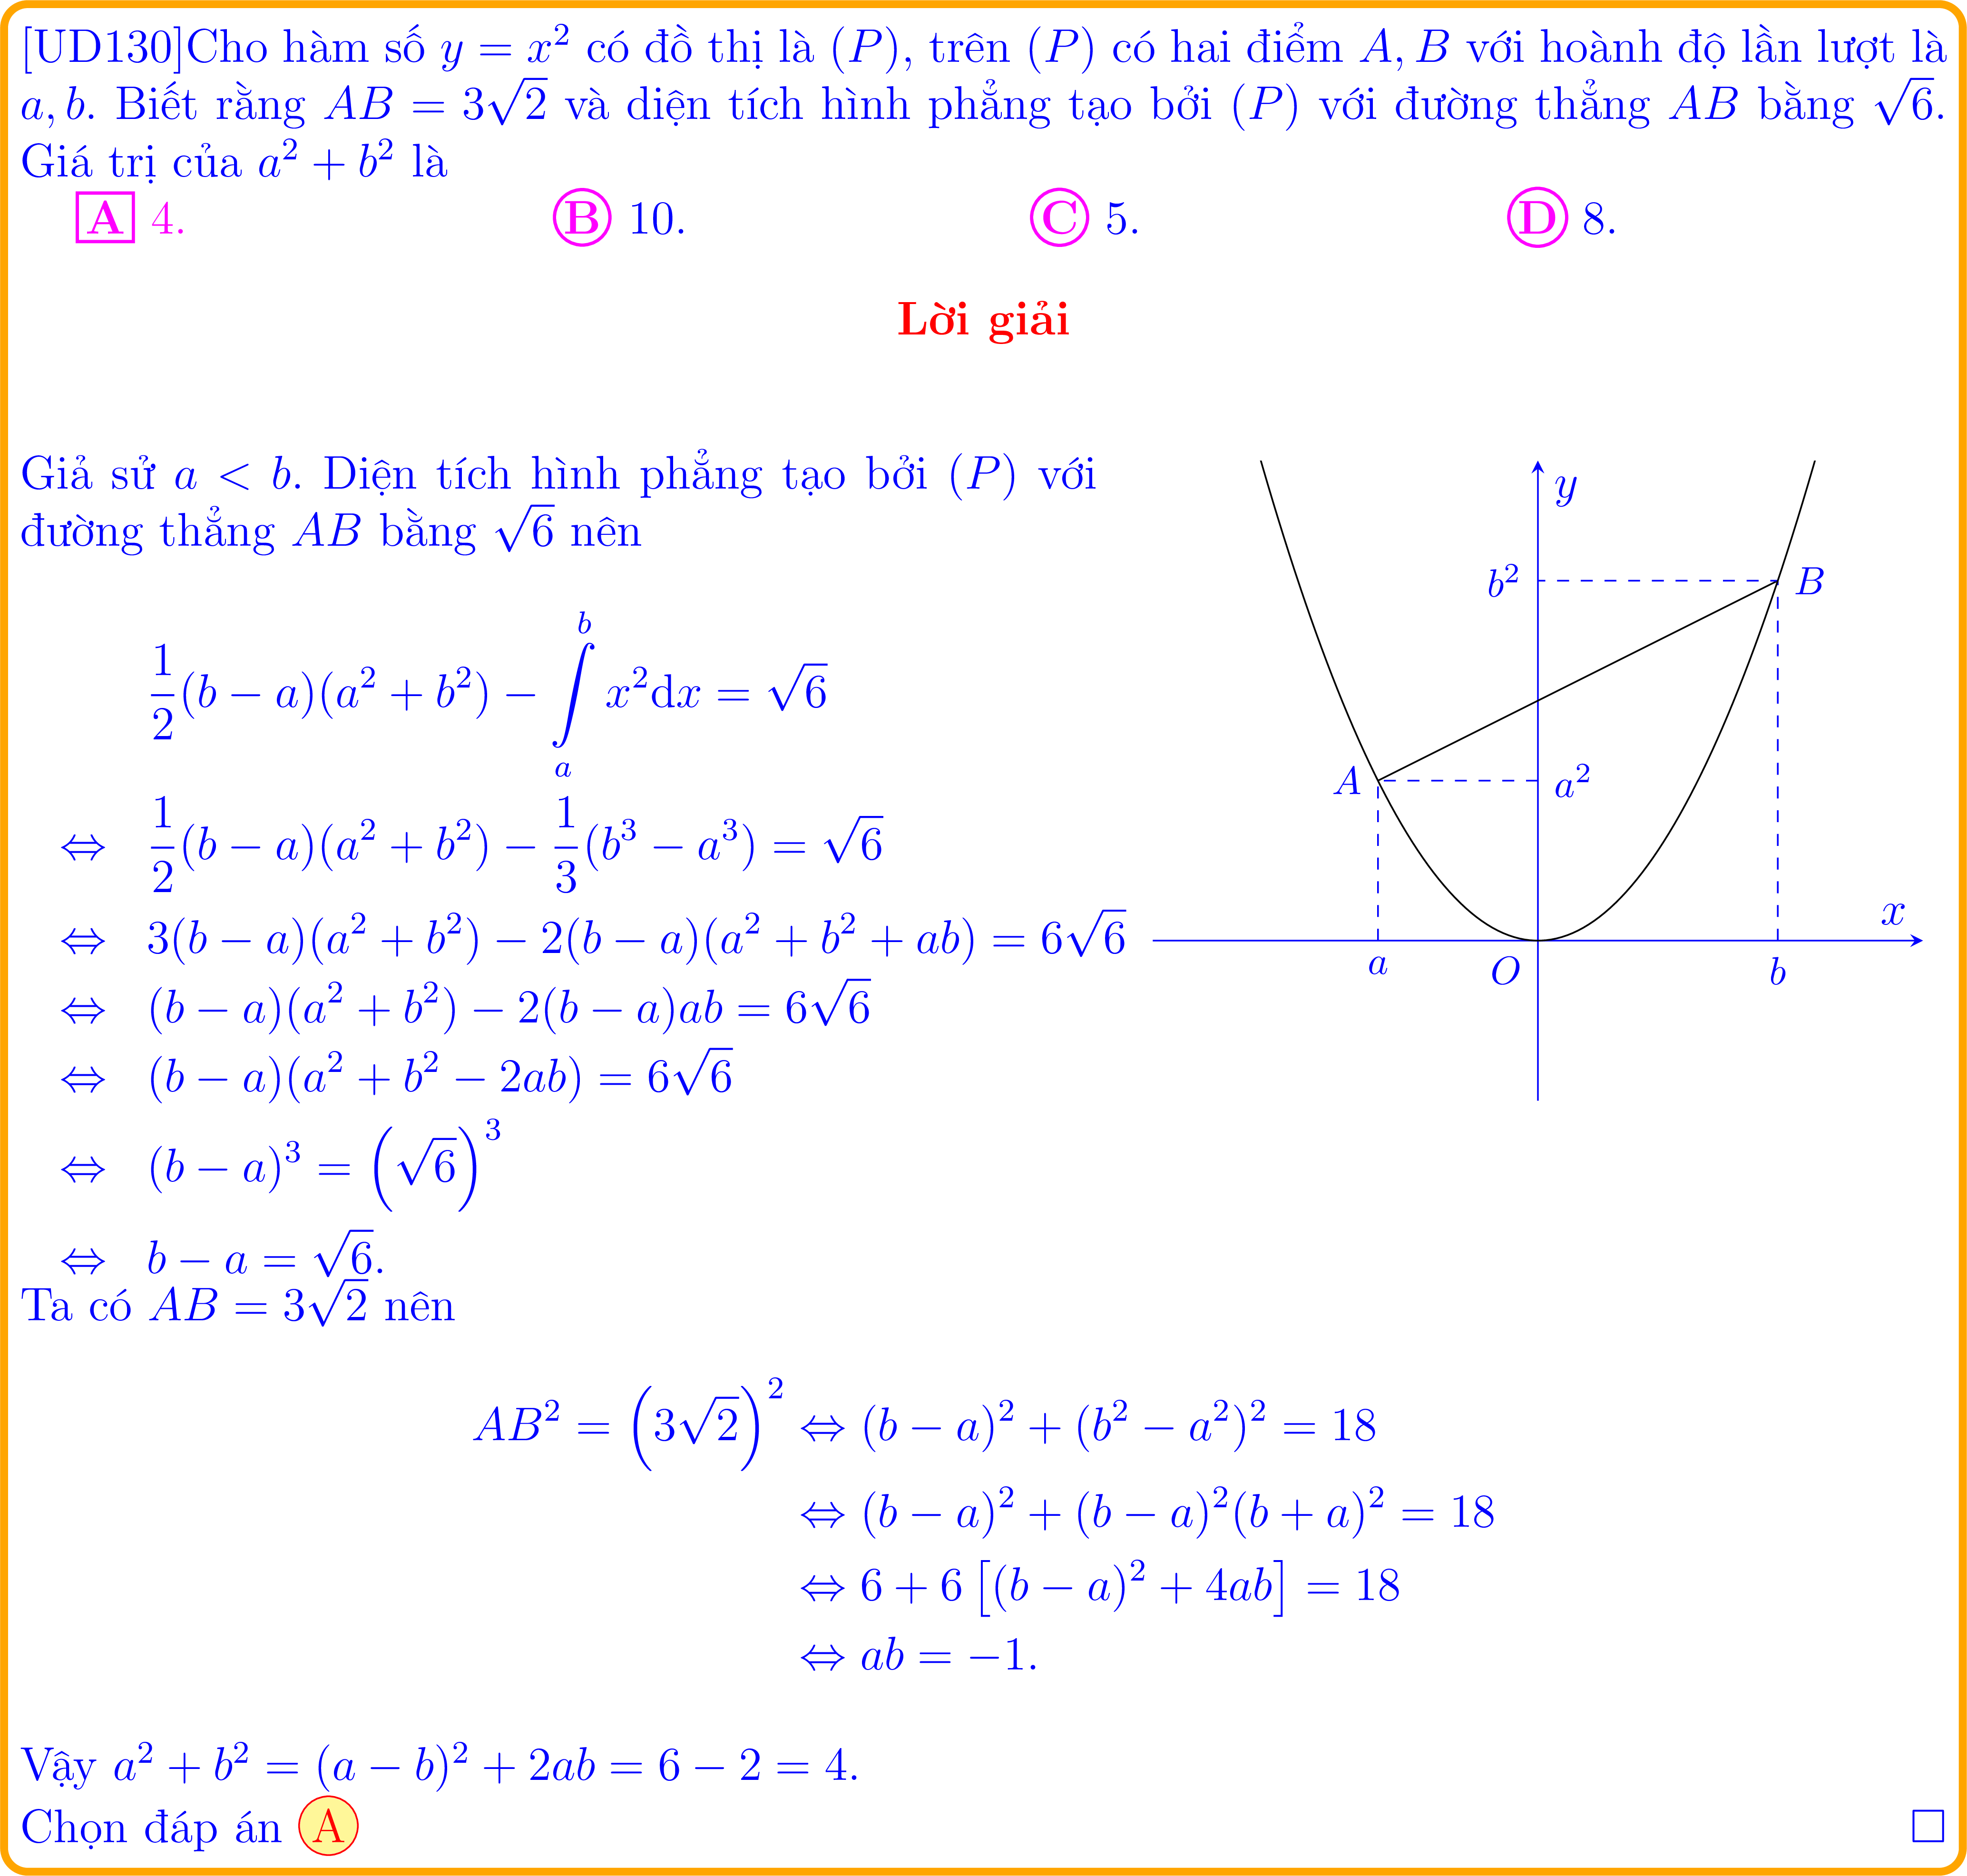 [UD130]Cho hàm số y = x² có đồ thị là (P), trên (P) có hai điểm A, B với hoành độ lần lượt là
a, b. Biết rằng AB = 3√2 và diện tích hình phẳng tạo bởi (P) với đường thẳng AB bằng √6.
Giá trị của a² + b² là
A 4. B 10. C 5. D 8.
Lời giải
Giả sử a < b. Diện tích hình phẳng tạo bởi (P) với
đường thẳng AB bằng √6 nên
1/2(b − a)(a² + b²) − ∫_a^b x²dx = √6
⇔ 1/2(b − a)(a² + b²) − 1/3(b³ − a³) = √6
⇔ 3(b − a)(a² + b²) − 2(b − a)(a² + b² + ab) = 6√6
⇔ (b − a)(a² + b²) − 2(b − a)ab = 6√6
⇔ (b − a)(a² + b² − 2ab) = 6√6
⇔ (b − a)³ = (√6)³
⇔ b − a = √6.
y
b²
B
A
a²
x
a
O
b
Ta có AB = 3√2 nên
AB² = (3√2)² ⇔ (b − a)² + (b² − a²)² = 18
⇔ (b − a)² + (b − a)²(b + a)² = 18
⇔ 6 + 6 [(b − a)² + 4ab] = 18
⇔ ab = −1.
Vậy a² + b² = (a − b)² + 2ab = 6 − 2 = 4.
Chọn đáp án A □